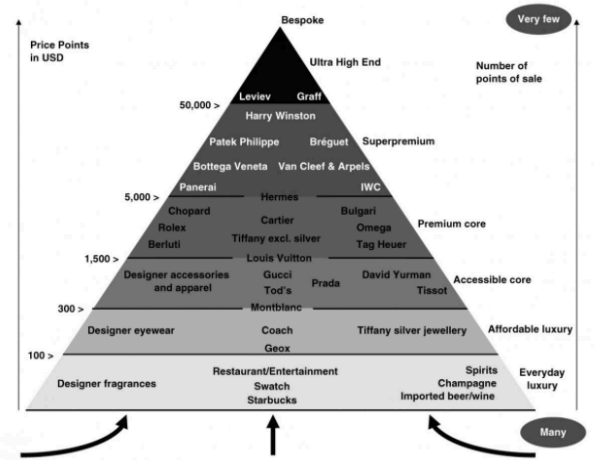 Bespoke
Very few
Price Points
in USD
Ultra High End
Number of
points of sale
Leviev Graff
50,000 >
Harry Winston
Patek Philippe Bréguet Superpremium
Bottega Veneta Van Cleef & Arpels
Panerai IWC
5,000 > Hermés
Chopard Bulgari
Cartier
Rolex Omega Premium core
Tiffany excl. silver
Berluti Tag Heuer
1,500 > Louis Vuitton
Designer accessories Gucci David Yurman
and apparel Tod's Prada Tissot
Accessible core
300 > Montblanc
Designer eyewear Coach Tiffany silver jewellery Affordable luxury
Geox
100 >
Restaurant/Entertainment Spirits
Designer fragrances Swatch Champagne
Starbucks Imported beer/wine
Everyday
luxury
Many